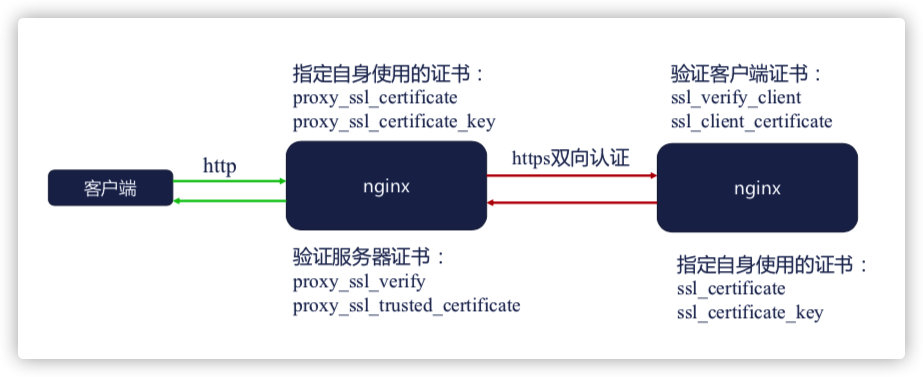 指定自身使用的证书：
proxy_ssl_certificate
proxy_ssl_certificate_key
验证客户端证书：
ssl_verify_client
ssl_client_certificate
客户端
http
nginx
https双向认证
nginx
验证服务器证书：
proxy_ssl_verify
proxy_ssl_trusted_certificate
指定自身使用的证书：
ssl_certificate
ssl_certificate_key